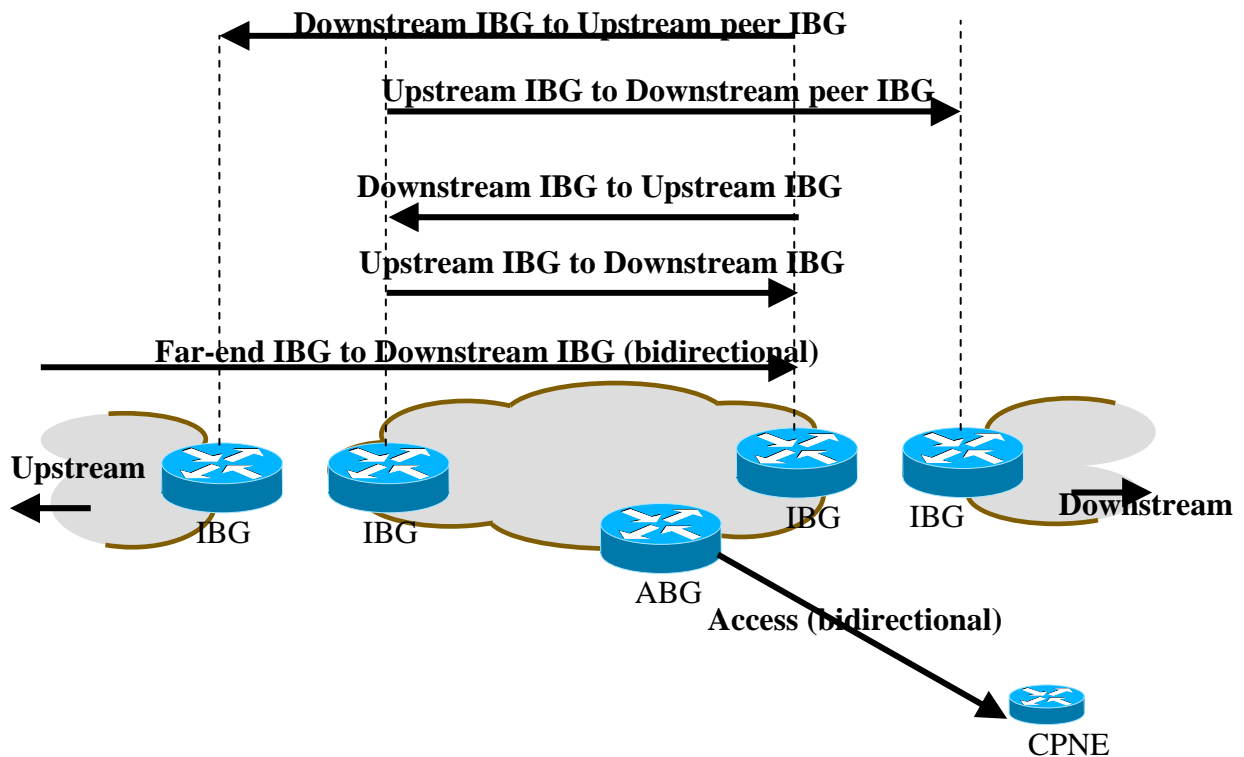 Downstream IBG to Upstream peer IBG
Upstream IBG to Downstream peer IBG
Downstream IBG to Upstream IBG
Upstream IBG to Downstream IBG
Far-end IBG to Downstream IBG (bidirectional)
Upstream
Downstream
IBG
IBG
IBG
IBG
ABG
Access (bidirectional)
CPNE